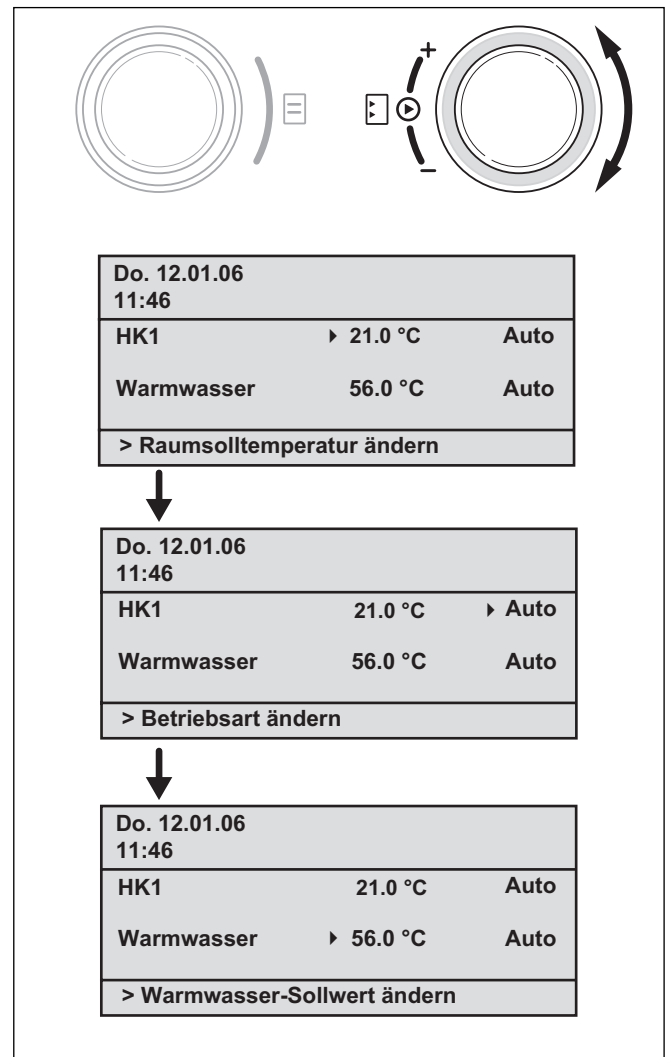 +
−
Do. 12.01.06
11:46
HK1 21.0 °C Auto
Warmwasser 56.0 °C Auto
> Raumsolltemperatur ändern
Do. 12.01.06
11:46
HK1 21.0 °C Auto
Warmwasser 56.0 °C Auto
> Betriebsart ändern
Do. 12.01.06
11:46
HK1 21.0 °C Auto
Warmwasser 56.0 °C Auto
> Warmwasser-Sollwert ändern